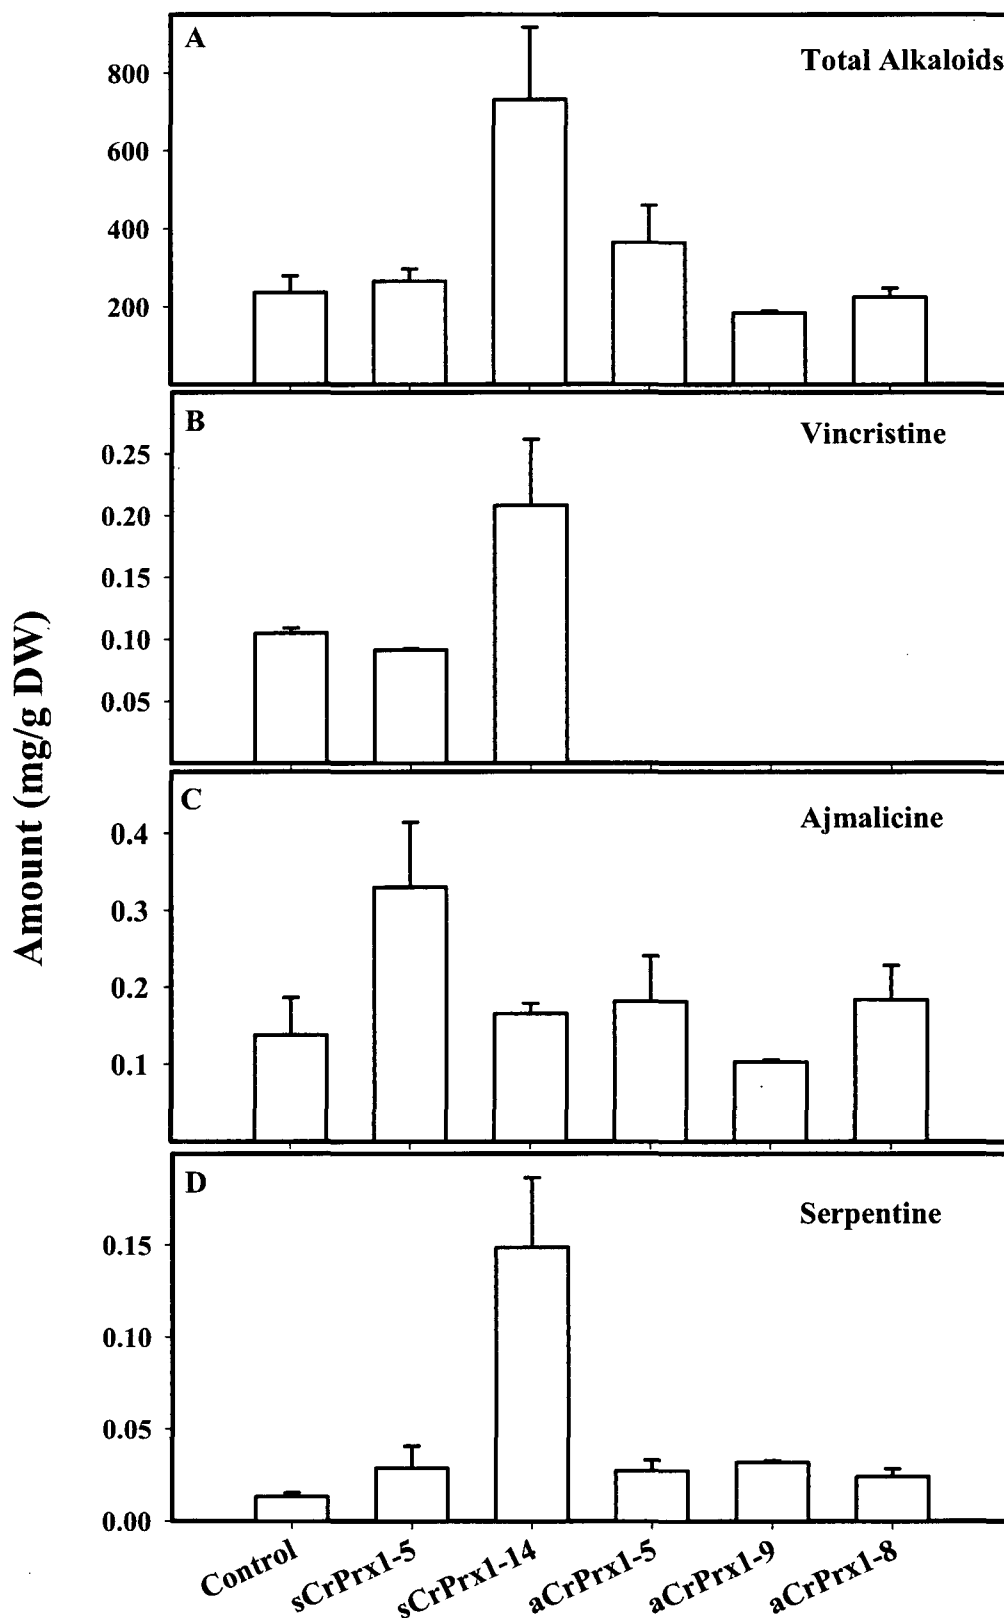 A
Total Alkaloids
800
600
400
200
B
Vincristine
0.25
0.20
0.15
0.10
0.05
C
Ajmalicine
0.4
0.3
0.2
0.1
D
Serpentine
0.15
0.10
0.05
0.00
Amount (mg/g DW)
Control
sCrPrx1-5
sCrPrx1-14
aCrPrx1-5
aCrPrx1-9
aCrPrx1-8